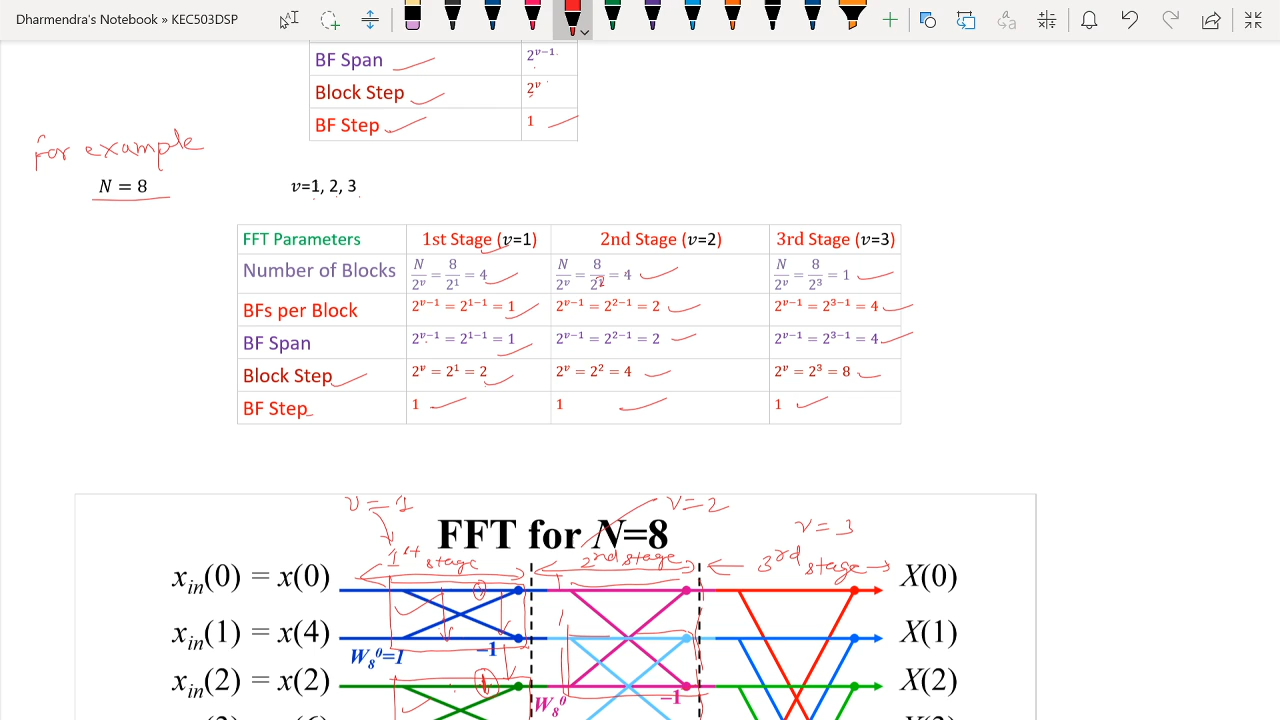 Dharmendra's Notebook » KEC503DSP
BF Span 2^{v−1}
Block Step 2^v
BF Step 1
For example
N = 8 v=1, 2, 3
FFT Parameters 1st Stage (v=1) 2nd Stage (v=2) 3rd Stage (v=3)
Number of Blocks N/2^v = 8/2^1 = 4 N/2^v = 8/2^2 = 4 N/2^v = 8/2^3 = 1
BFs per Block 2^{v−1} = 2^{1−1} = 1 2^{v−1} = 2^{2−1} = 2 2^{v−1} = 2^{3−1} = 4
BF Span 2^{v−1} = 2^{1−1} = 1 2^{v−1} = 2^{2−1} = 2 2^{v−1} = 2^{3−1} = 4
Block Step 2^v = 2^1 = 2 2^v = 2^2 = 4 2^v = 2^3 = 8
BF Step 1 1 1
v=1 v=2
FFT for N=8 v=3
1st stage 2nd stage 3rd stage
x_in(0) = x(0) X(0)
x_in(1) = x(4) X(1)
W_8^0=1 −1
x_in(2) = x(2) X(2)
W_8^0 −1